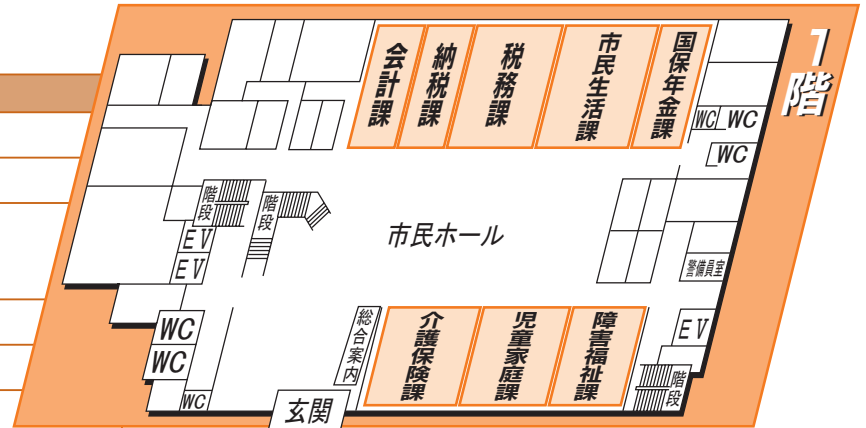 1階
会計課
納税課
税務課
市民生活課
国保年金課
WC
WC
WC
階段
階段
EV
EV
市民ホール
警備員室
WC
WC
WC
総合案内
介護保険課
児童家庭課
障害福祉課
EV
階段
玄関